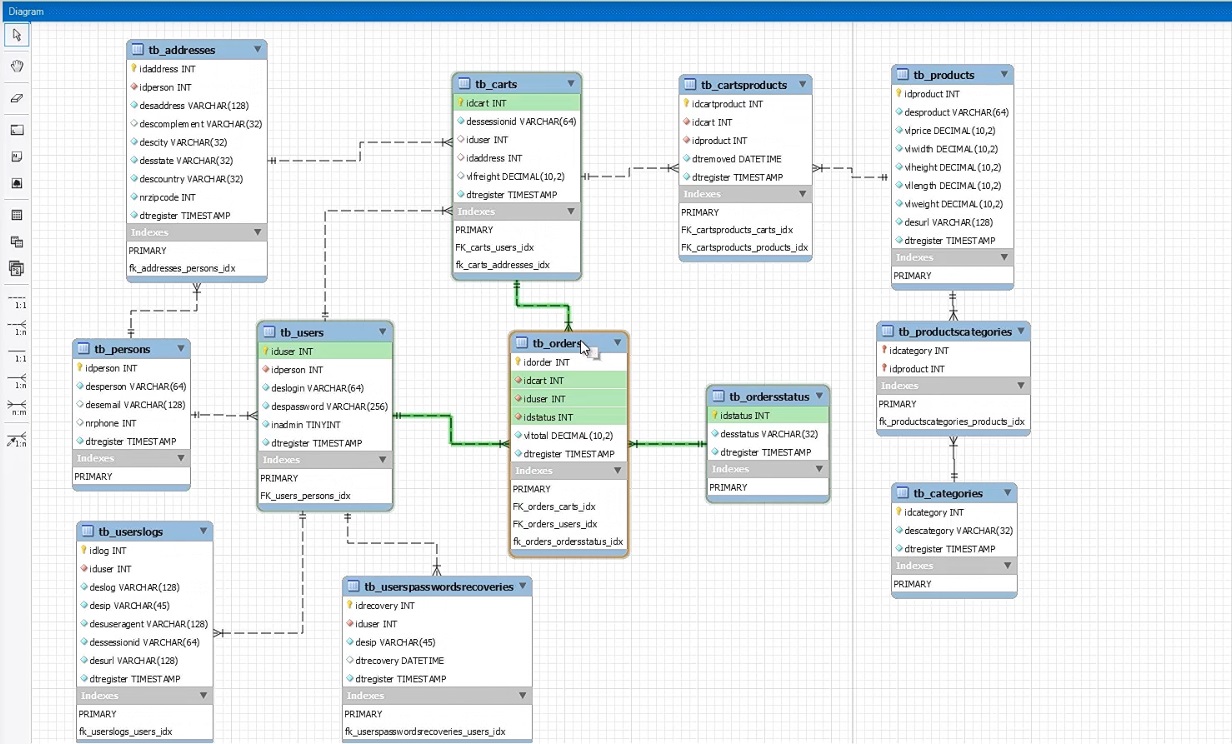 Diagram
1:1
1:n
1:1
1:n
n:m
1:n
tb_addresses
idaddress INT
idperson INT
desaddress VARCHAR(128)
descomplement VARCHAR(32)
descity VARCHAR(32)
desstate VARCHAR(32)
descountry VARCHAR(32)
nrzipcode INT
dtregister TIMESTAMP
Indexes
PRIMARY
fk_addresses_persons_idx
tb_carts
idcart INT
dessessionid VARCHAR(64)
iduser INT
idaddress INT
vlfreight DECIMAL(10,2)
dtregister TIMESTAMP
Indexes
PRIMARY
FK_carts_users_idx
fk_carts_addresses_idx
tb_cartsproducts
idcartproduct INT
idcart INT
idproduct INT
dtremoved DATETIME
dtregister TIMESTAMP
Indexes
PRIMARY
FK_cartsproducts_carts_idx
FK_cartsproducts_products_idx
tb_products
idproduct INT
desproduct VARCHAR(64)
vlprice DECIMAL(10,2)
vlwidth DECIMAL(10,2)
vlheight DECIMAL(10,2)
vllength DECIMAL(10,2)
vlweight DECIMAL(10,2)
desurl VARCHAR(128)
dtregister TIMESTAMP
Indexes
PRIMARY
tb_persons
idperson INT
desperson VARCHAR(64)
desemail VARCHAR(128)
nrphone INT
dtregister TIMESTAMP
Indexes
PRIMARY
tb_users
iduser INT
idperson INT
deslogin VARCHAR(64)
despassword VARCHAR(256)
inadmin TINYINT
dtregister TIMESTAMP
Indexes
PRIMARY
FK_users_persons_idx
tb_orders
idorder INT
idcart INT
iduser INT
idstatus INT
vltotal DECIMAL(10,2)
dtregister TIMESTAMP
Indexes
PRIMARY
FK_orders_carts_idx
FK_orders_users_idx
fk_orders_ordersstatus_idx
tb_ordersstatus
idstatus INT
desstatus VARCHAR(32)
dtregister TIMESTAMP
Indexes
PRIMARY
tb_productscategories
idcategory INT
idproduct INT
Indexes
PRIMARY
fk_productscategories_products_idx
tb_categories
idcategory INT
descategory VARCHAR(32)
dtregister TIMESTAMP
Indexes
PRIMARY
tb_userslogs
idlog INT
iduser INT
deslog VARCHAR(128)
desip VARCHAR(45)
desuseragent VARCHAR(128)
dessessionid VARCHAR(64)
desurl VARCHAR(128)
dtregister TIMESTAMP
Indexes
PRIMARY
fk_userslogs_users_idx
tb_userspasswordsrecoveries
idrecovery INT
iduser INT
desip VARCHAR(45)
dtrecovery DATETIME
dtregister TIMESTAMP
Indexes
PRIMARY
fk_userspasswordsrecoveries_users_idx